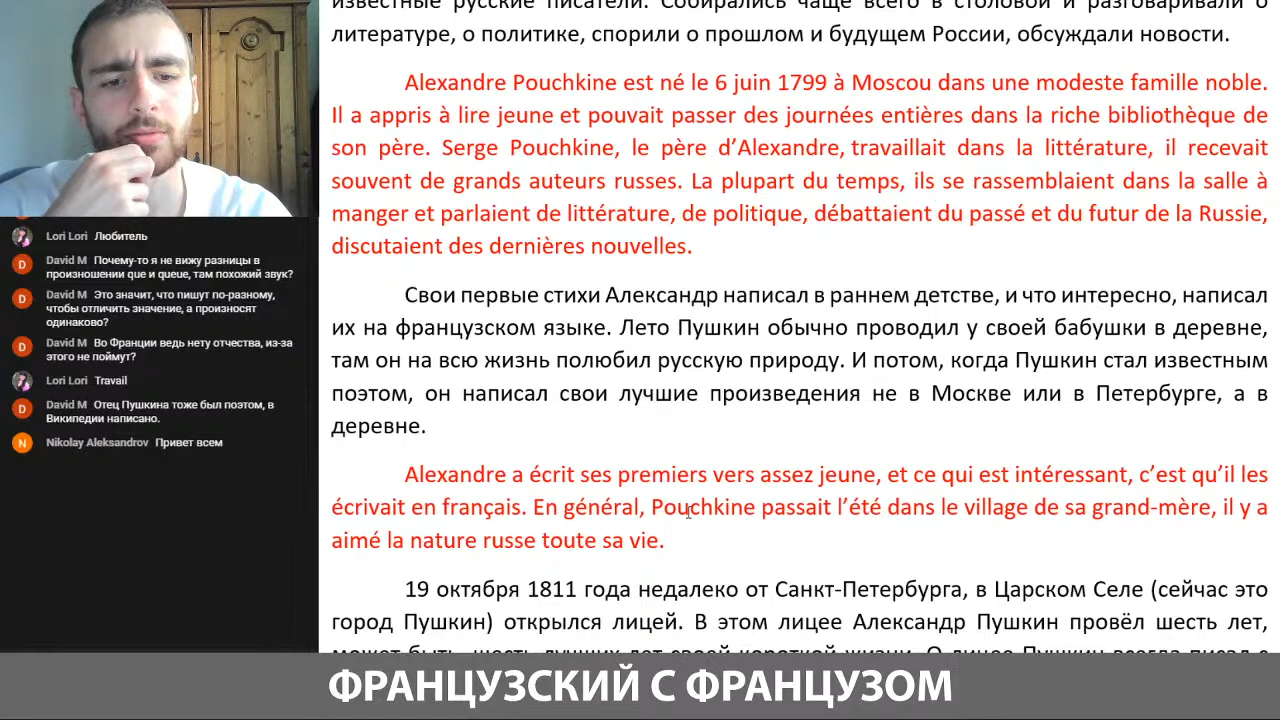 известные русские писатели. Собирались чаще всего в столовой и разговаривали о
литературе, о политике, спорили о прошлом и будущем России, обсуждали новости.
Alexandre Pouchkine est né le 6 juin 1799 à Moscou dans une modeste famille noble.
Il a appris à lire jeune et pouvait passer des journées entières dans la riche bibliothèque de
son père. Serge Pouchkine, le père d’Alexandre, travaillait dans la littérature, il recevait
souvent de grands auteurs russes. La plupart du temps, ils se rassemblaient dans la salle à
manger et parlaient de littérature, de politique, débattaient du passé et du futur de la Russie,
discutaient des dernières nouvelles.
Свои первые стихи Александр написал в раннем детстве, и что интересно, написал
их на французском языке. Лето Пушкин обычно проводил у своей бабушки в деревне,
там он на всю жизнь полюбил русскую природу. И потом, когда Пушкин стал известным
поэтом, он написал свои лучшие произведения не в Москве или в Петербурге, а в
деревне.
Alexandre a écrit ses premiers vers assez jeune, et ce qui est intéressant, c’est qu’il les
écrivait en français. En général, Pouchkine passait l’été dans le village de sa grand-mère, il y a
aimé la nature russe toute sa vie.
19 октября 1811 года недалеко от Санкт-Петербурга, в Царском Селе (сейчас это
город Пушкин) открылся лицей. В этом лицее Александр Пушкин провёл шесть лет,
может быть, шесть лучших лет своей короткой жизни. О лицее Пушкин всегда писал с
Lori Lori Любитель
D David M Почему-то я не вижу разницы в
произношении que и queue, там похожий звук?
D David M Это значит, что пишут по-разному,
чтобы отличить значение, а произносят
одинаково?
D David M Во Франции ведь нету отчества, из-за
этого не поймут?
Lori Lori Travail
D David M Отец Пушкина тоже был поэтом, в
Википедии написано.
N Nikolay Aleksandrov Привет всем
ФРАНЦУЗСКИЙ С ФРАНЦУЗОМ